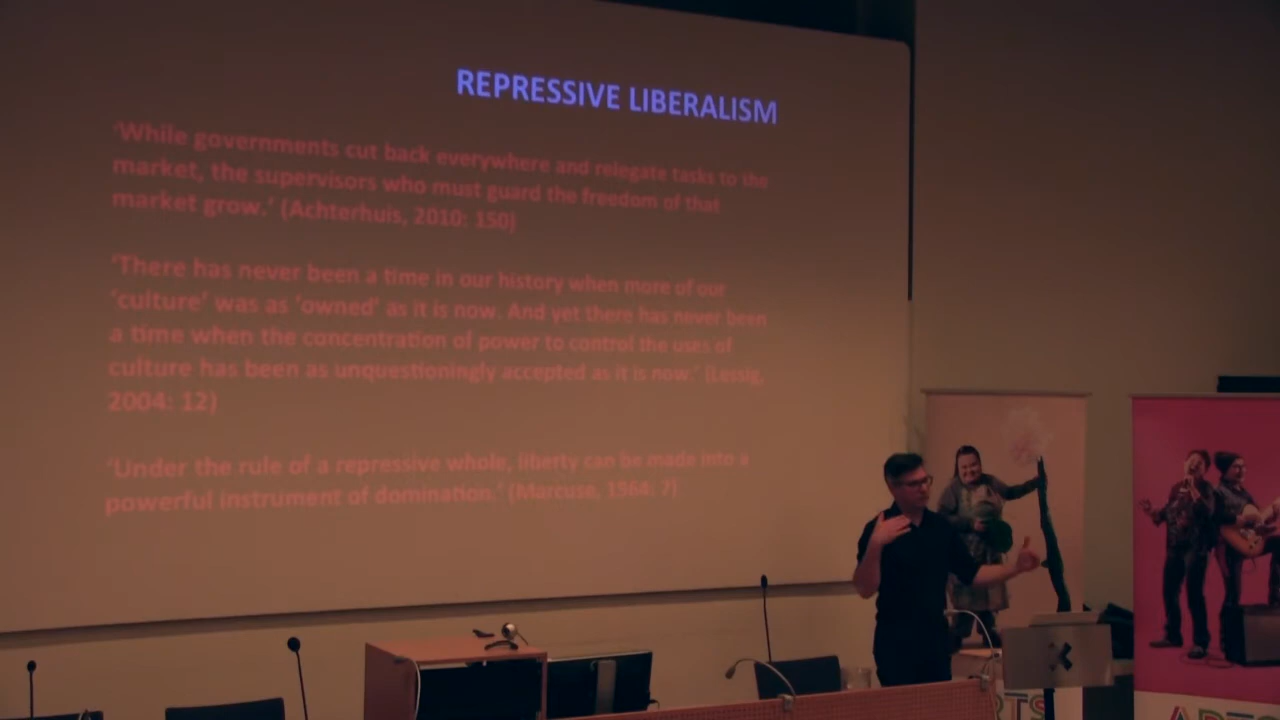 REPRESSIVE LIBERALISM
'While governments cut back everywhere and relegate tasks to the
market, the supervisors who must guard the freedom of that
market grow.' (Achterhuis, 2010: 150)
'There has never been a time in our history when more of our
'culture' was as 'owned' as it is now. And yet there has never been
a time when the concentration of power to control the uses of
culture has been as unquestioningly accepted as it is now.' (Lessig,
2004: 12)
'Under the rule of a repressive whole, liberty can be made into a
powerful instrument of domination.' (Marcuse, 1964: 7)